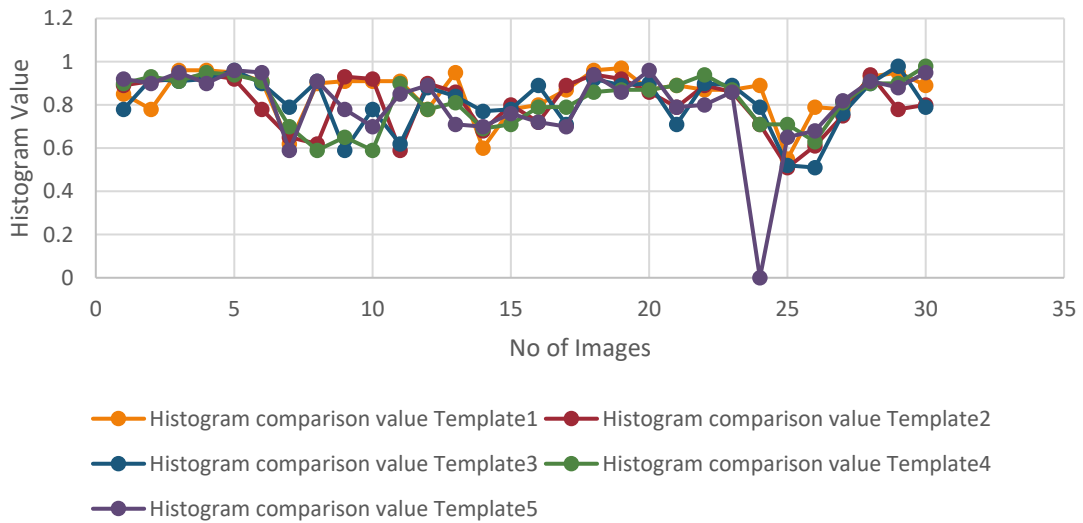 1.2
1
0.8
0.6
0.4
0.2
0
Histogram Value
0 5 10 15 20 25 30 35
No of Images
Histogram comparison value Template1 Histogram comparison value Template2
Histogram comparison value Template3 Histogram comparison value Template4
Histogram comparison value Template5